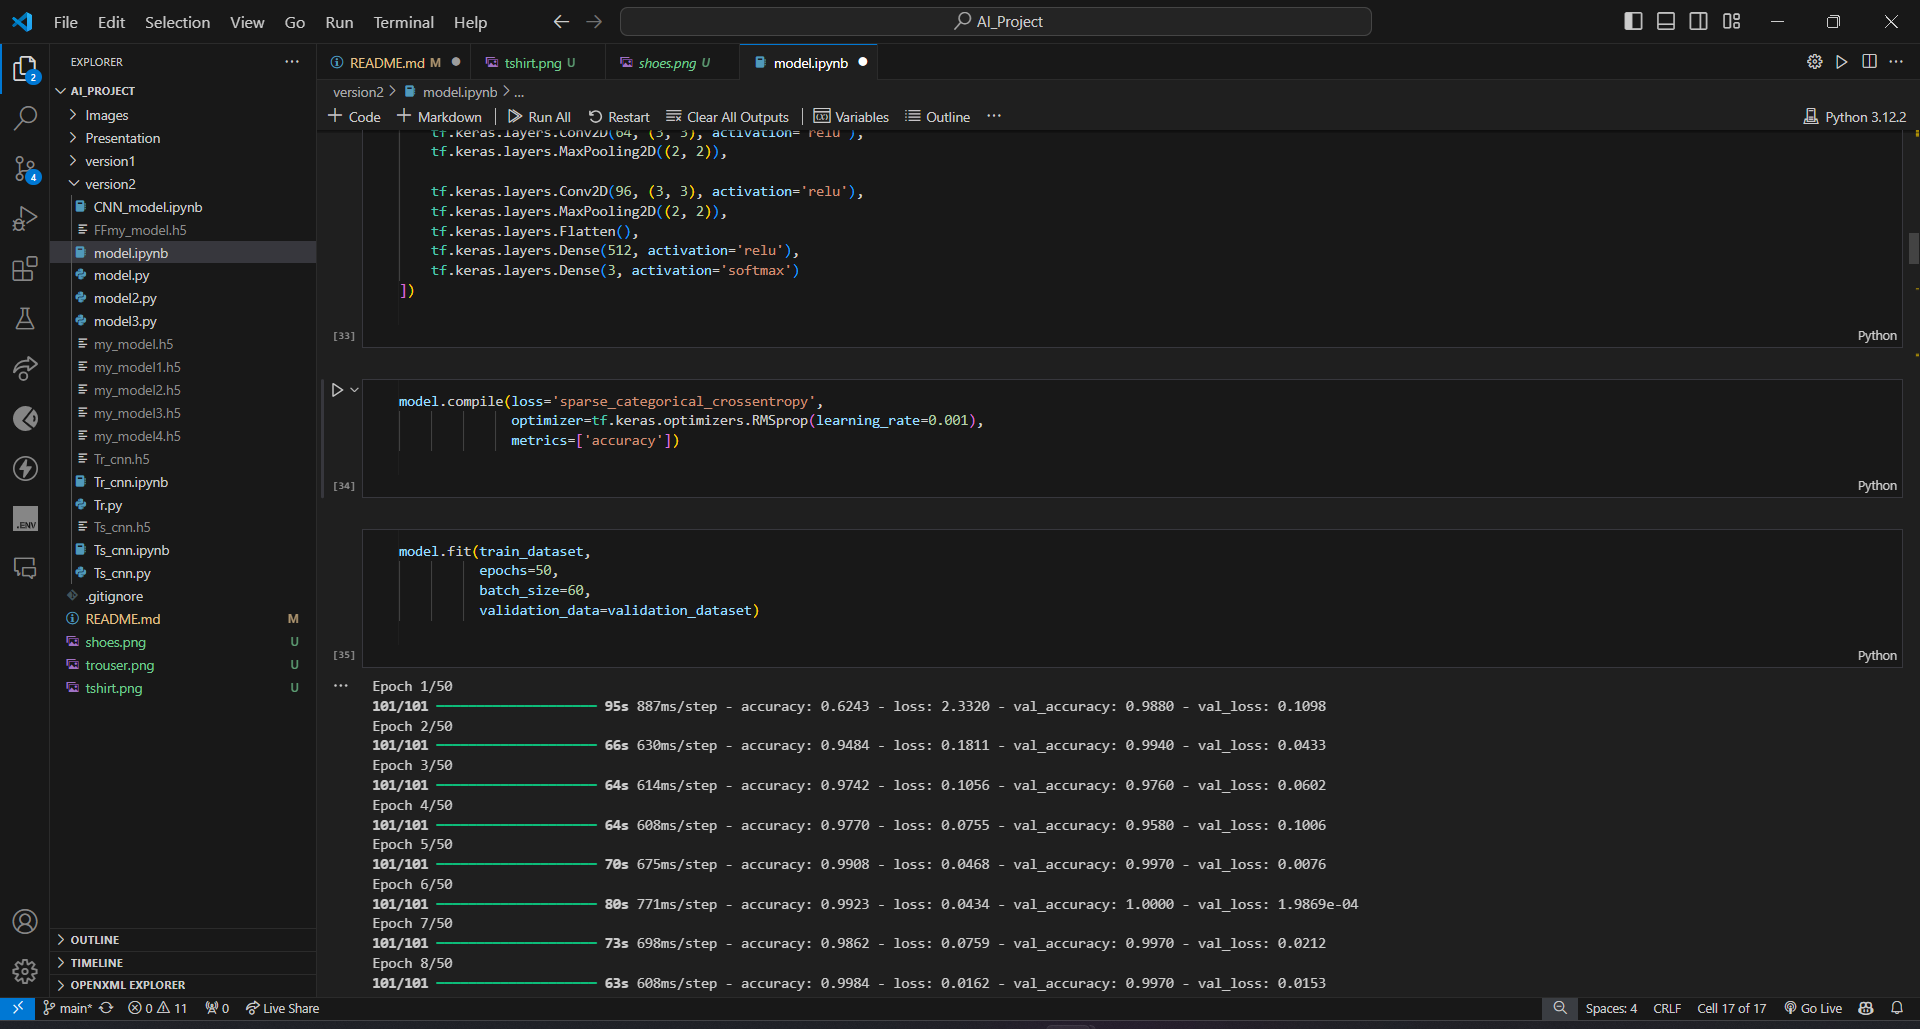 File Edit Selection View Go Run Terminal Help
AI_Project
EXPLORER
AI_PROJECT
Images
Presentation
version1
version2
CNN_model.ipynb
FFmy_model.h5
model.ipynb
model.py
model2.py
model3.py
my_model.h5
my_model1.h5
my_model2.h5
my_model3.h5
my_model4.h5
Tr_cnn.h5
Tr_cnn.ipynb
Tr.py
Ts_cnn.h5
Ts_cnn.ipynb
Ts_cnn.py
.gitignore
README.md M
shoes.png U
trouser.png U
tshirt.png U
OUTLINE
TIMELINE
OPENXML EXPLORER
2
4
.ENV
README.md M tshirt.png U shoes.png U model.ipynb
version2 > model.ipynb > ...
Code Markdown Run All Restart Clear All Outputs Variables Outline Python 3.12.2
tf.keras.layers.Conv2D(64, (3, 3), activation='relu'),
tf.keras.layers.MaxPooling2D((2, 2)),
tf.keras.layers.Conv2D(96, (3, 3), activation='relu'),
tf.keras.layers.MaxPooling2D((2, 2)),
tf.keras.layers.Flatten(),
tf.keras.layers.Dense(512, activation='relu'),
tf.keras.layers.Dense(3, activation='softmax')
])
[33] Python
model.compile(loss='sparse_categorical_crossentropy',
optimizer=tf.keras.optimizers.RMSprop(learning_rate=0.001),
metrics=['accuracy'])
[34] Python
model.fit(train_dataset,
epochs=50,
batch_size=60,
validation_data=validation_dataset)
[35] Python
Epoch 1/50
101/101 95s 887ms/step - accuracy: 0.6243 - loss: 2.3320 - val_accuracy: 0.9880 - val_loss: 0.1098
Epoch 2/50
101/101 66s 630ms/step - accuracy: 0.9484 - loss: 0.1811 - val_accuracy: 0.9940 - val_loss: 0.0433
Epoch 3/50
101/101 64s 614ms/step - accuracy: 0.9742 - loss: 0.1056 - val_accuracy: 0.9760 - val_loss: 0.0602
Epoch 4/50
101/101 64s 608ms/step - accuracy: 0.9770 - loss: 0.0755 - val_accuracy: 0.9580 - val_loss: 0.1006
Epoch 5/50
101/101 70s 675ms/step - accuracy: 0.9908 - loss: 0.0468 - val_accuracy: 0.9970 - val_loss: 0.0076
Epoch 6/50
101/101 80s 771ms/step - accuracy: 0.9923 - loss: 0.0434 - val_accuracy: 1.0000 - val_loss: 1.9869e-04
Epoch 7/50
101/101 73s 698ms/step - accuracy: 0.9862 - loss: 0.0759 - val_accuracy: 0.9970 - val_loss: 0.0212
Epoch 8/50
101/101 63s 608ms/step - accuracy: 0.9984 - loss: 0.0162 - val_accuracy: 0.9970 - val_loss: 0.0153
main* 0 11 0 Live Share Spaces: 4 CRLF Cell 17 of 17 Go Live